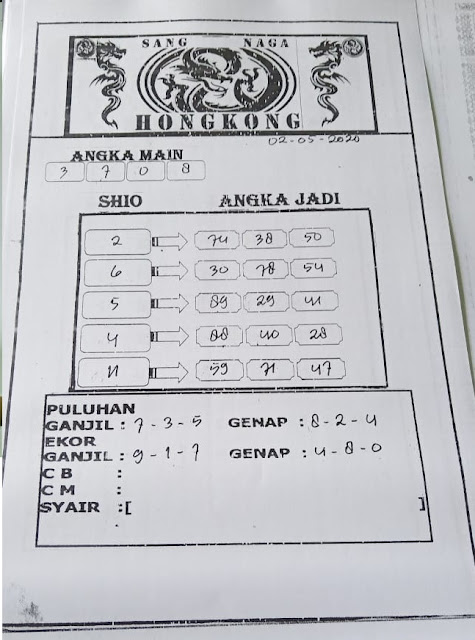 SANG NAGA
HONGKONG
02-05-2020
ANGKA MAIN
3 7 0 8
SHIO ANGKA JADI
2 74 38 50
6 30 78 54
5 89 29 41
4 08 40 28
11 59 71 47
PULUHAN
GANJIL : 7-3-5 GENAP : 8-2-4
EKOR
GANJIL : 9-1-7 GENAP : 4-8-0
C B :
C M :
SYAIR :[ ]